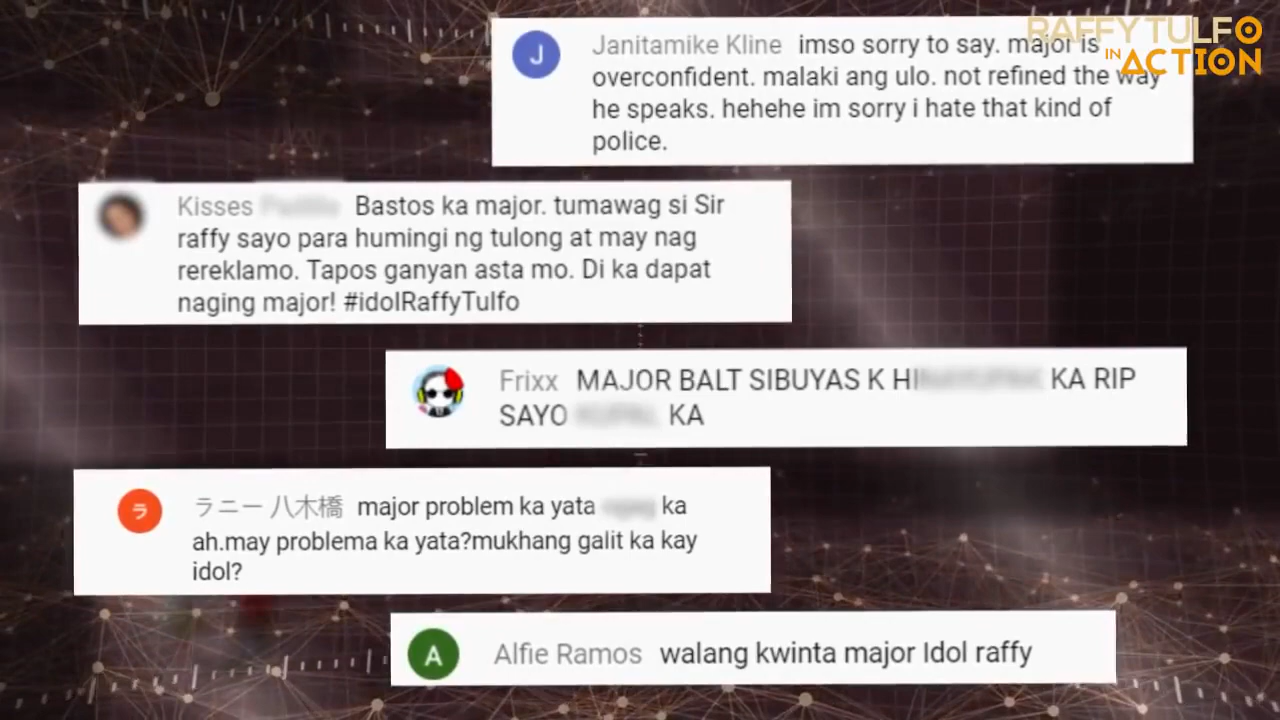 RAFFY TULFO
IN ACTION
J
Janitamike Kline imso sorry to say. major is
overconfident. malaki ang ulo. not refined the way
he speaks. hehehe im sorry i hate that kind of
police.
Kisses Bastos ka major. tumawag si Sir
raffy sayo para humingi ng tulong at may nag
rereklamo. Tapos ganyan asta mo. Di ka dapat
naging major! #idolRaffyTulfo
Frixx MAJOR BALT SIBUYAS K KA RIP
SAYO KA
ラ
ラニー 八木橋 major problem ka yata ka
ah.may problema ka yata?mukhang galit ka kay
idol?
A
Alfie Ramos walang kwinta major Idol raffy